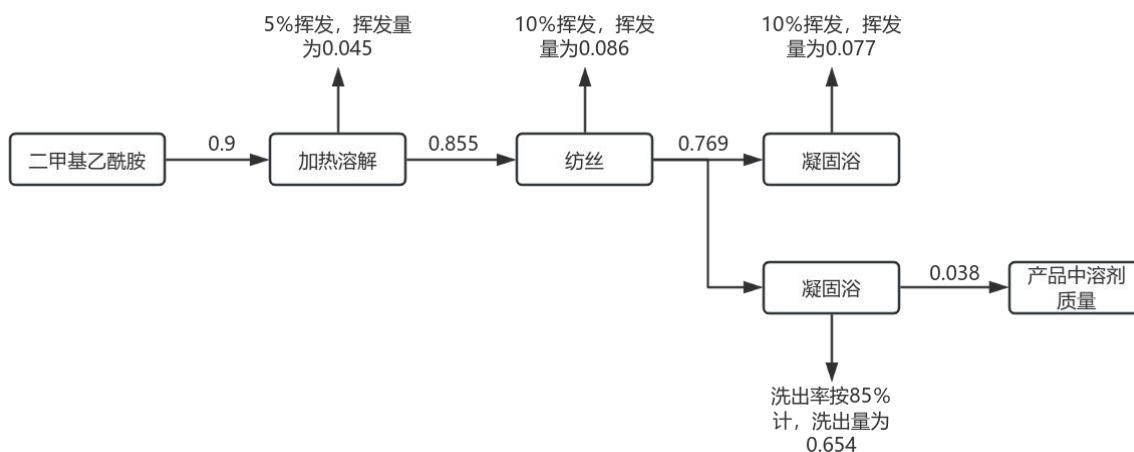 5%挥发，挥发量
为0.045
10%挥发，挥发
量为0.086
10%挥发，挥发
量为0.077
二甲基乙酰胺
0.9
加热溶解
0.855
纺丝
0.769
凝固浴
凝固浴
0.038
产品中溶剂
质量
洗出率按85%
计，洗出量为
0.654